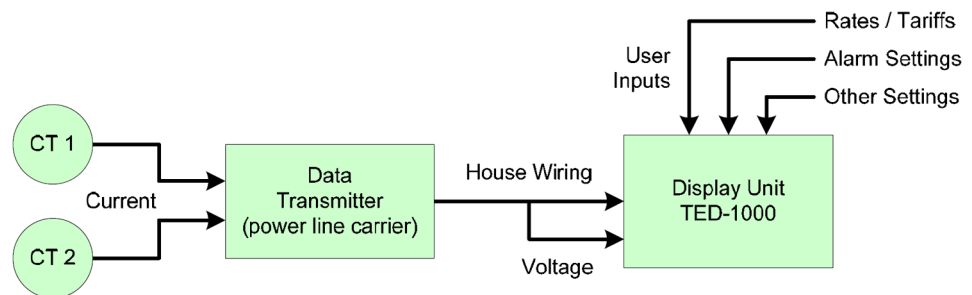 Rates / Tariffs
User
Inputs
Alarm Settings
Other Settings
CT 1
Current
CT 2
Data
Transmitter
(power line carrier)
House Wiring
Voltage
Display Unit
TED-1000